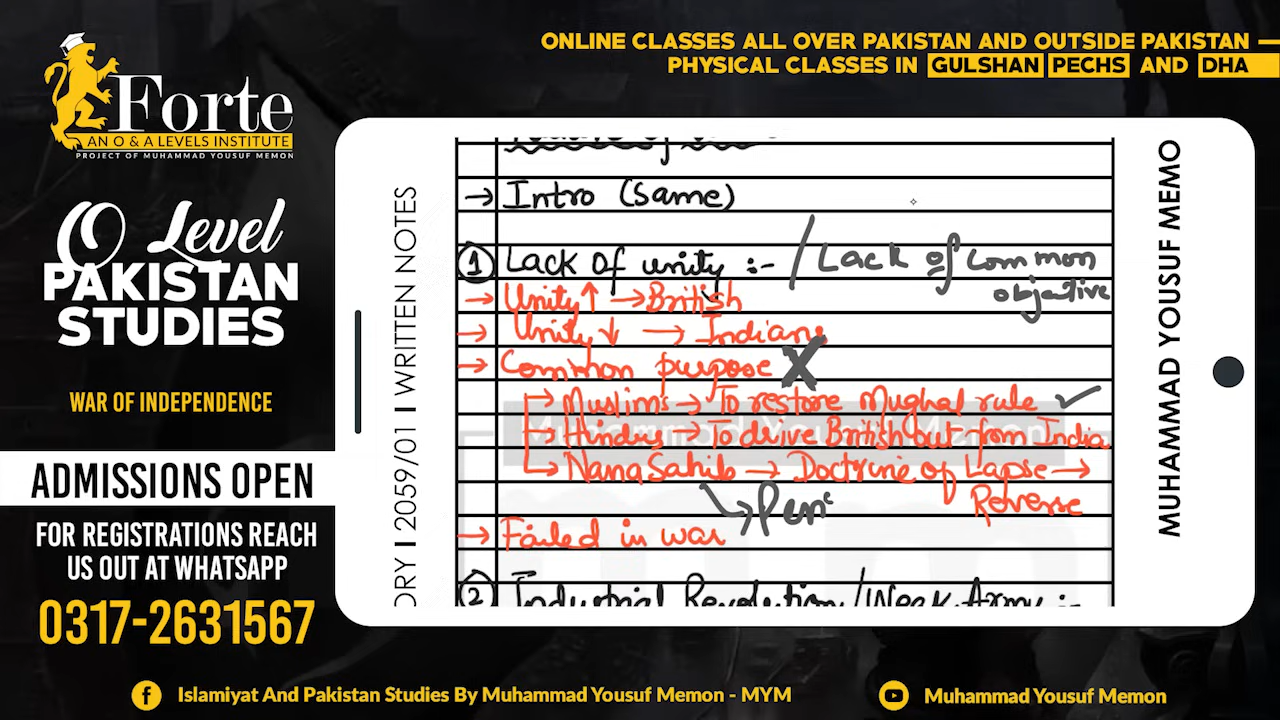 Forte
AN O & A LEVELS INSTITUTE
PROJECT OF MUHAMMAD YOUSUF MEMON
O Level
PAKISTAN
STUDIES
WAR OF INDEPENDENCE
ADMISSIONS OPEN
FOR REGISTRATIONS REACH
US OUT AT WHATSAPP
0317-2631567
ONLINE CLASSES ALL OVER PAKISTAN AND OUTSIDE PAKISTAN
PHYSICAL CLASSES IN GULSHAN PECHS AND DHA
ORY I 2059/01 I WRITTEN NOTES
→ Intro (Same)
① Lack of unity :- / Lack of common
objective
→ Unity ↑ → British
→ Unity ↓ → Indians
→ Common purpose X
→ Muslims → To restore Mughal rule ✓
→ Hindus → To drive British out from India
→ Nana Sahib → Doctrine of Lapse →
Reverse
→ Pen
→ Failed in war
② Industrial Revolution / Weak Army :-
Muhammad Yousuf Memon
MUHAMMAD YOUSUF MEMO
Islamiyat And Pakistan Studies By Muhammad Yousuf Memon - MYM
Muhammad Yousuf Memon